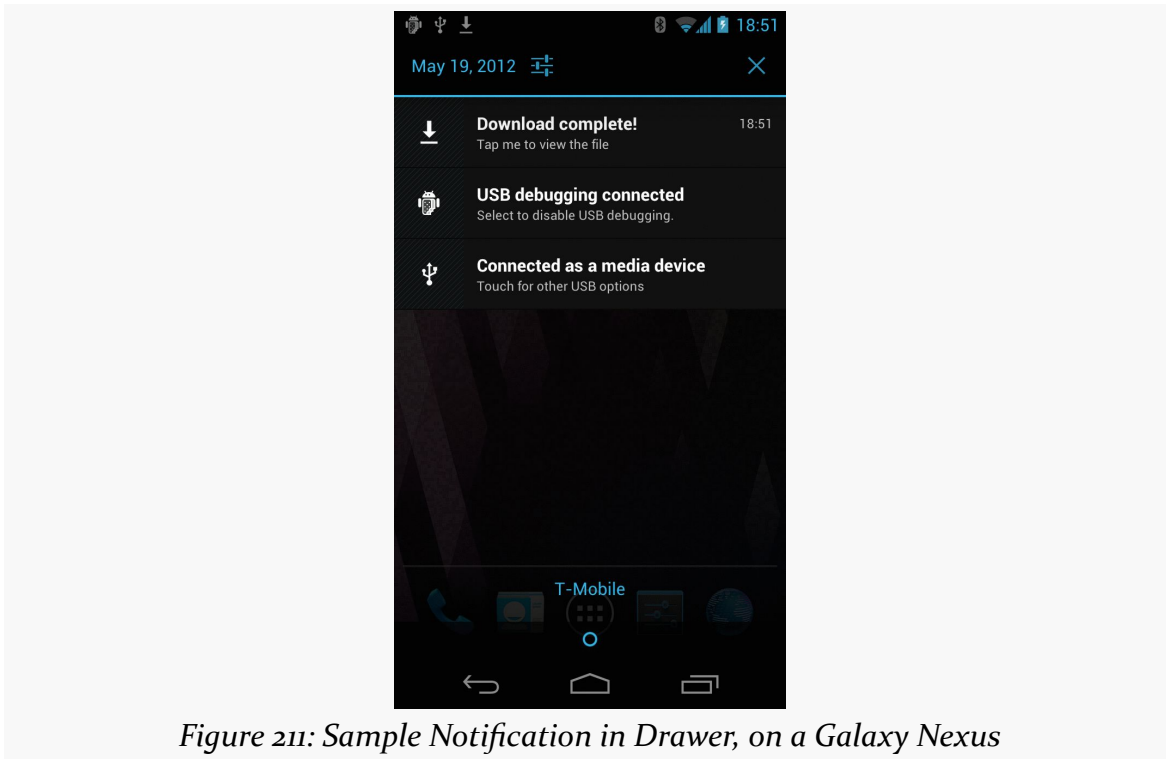 18:51
May 19, 2012
Download complete! 18:51
Tap me to view the file
USB debugging connected
Select to disable USB debugging.
Connected as a media device
Touch for other USB options
T-Mobile
Figure 211: Sample Notification in Drawer, on a Galaxy Nexus